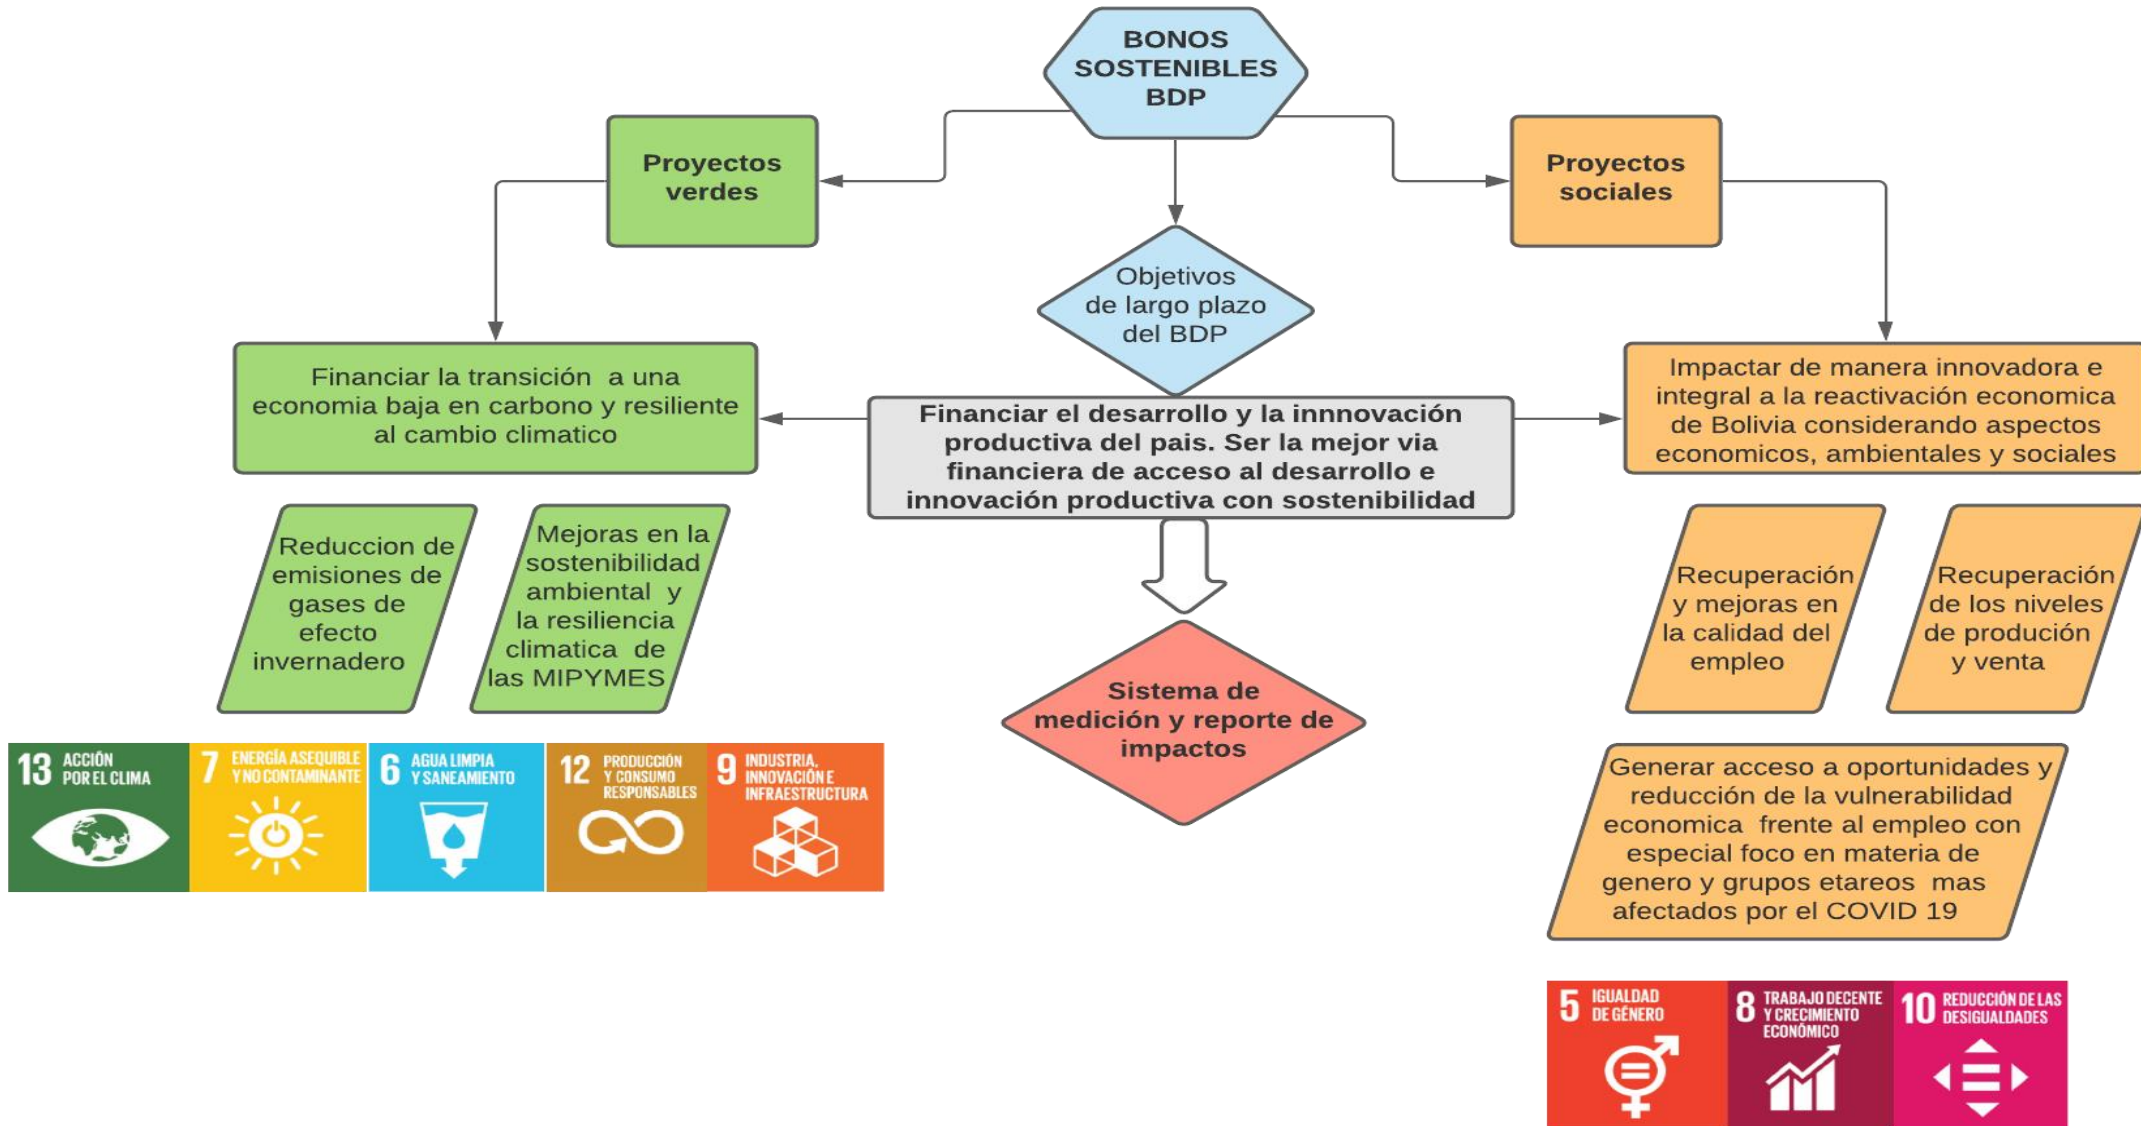 BONOS
SOSTENIBLES
BDP
Proyectos
verdes
Proyectos
sociales
Objetivos
de largo plazo
del BDP
Financiar la transición a una
economia baja en carbono y resiliente
al cambio climatico
Financiar el desarrollo y la innnovación
productiva del pais. Ser la mejor via
financiera de acceso al desarrollo e
innovación productiva con sostenibilidad
Impactar de manera innovadora e
integral a la reactivación economica
de Bolivia considerando aspectos
economicos, ambientales y sociales
Reduccion de
emisiones de
gases de
efecto
invernadero
Mejoras en la
sostenibilidad
ambiental y
la resiliencia
climatica de
las MIPYMES
Recuperación
y mejoras en
la calidad del
empleo
Recuperación
de los niveles
de produción
y venta
Sistema de
medición y reporte de
impactos
13 ACCIÓN
POR EL CLIMA
7 ENERGÍA ASEQUIBLE
Y NO CONTAMINANTE
6 AGUA LIMPIA
Y SANEAMIENTO
12 PRODUCCIÓN
Y CONSUMO
RESPONSABLES
9 INDUSTRIA,
INNOVACIÓN E
INFRAESTRUCTURA
Generar acceso a oportunidades y
reducción de la vulnerabilidad
economica frente al empleo con
especial foco en materia de
genero y grupos etareos mas
afectados por el COVID 19
5 IGUALDAD
DE GÉNERO
8 TRABAJO DECENTE
Y CRECIMIENTO
ECONÓMICO
10 REDUCCIÓN DE LAS
DESIGUALDADES